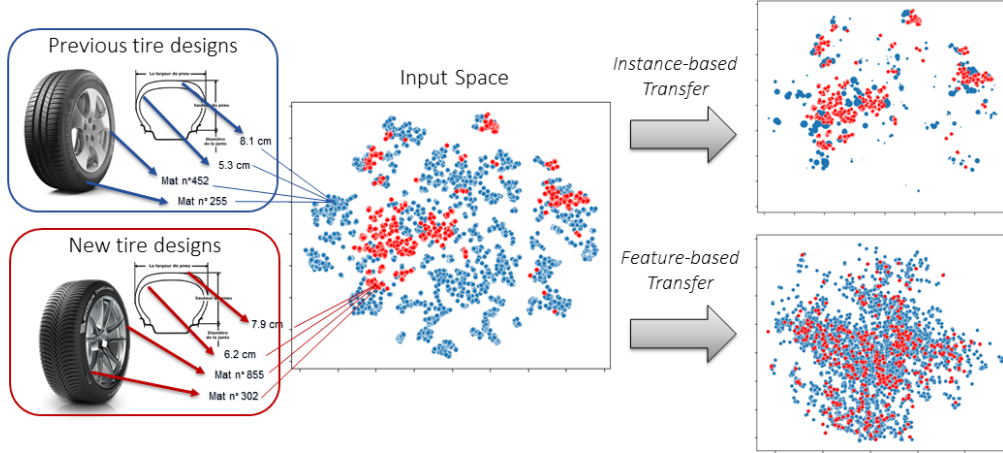 Previous tire designs
La largeur de pneu
hauteur du pneu
Diamètre
de la jante
8.1 cm
5.3 cm
Mat n°452
Mat n° 255
New tire designs
La largeur de pneu
hauteur du pneu
Diamètre
de la jante
7.9 cm
6.2 cm
Mat n° 855
Mat n° 302
Input Space
Instance-based
Transfer
Feature-based
Transfer